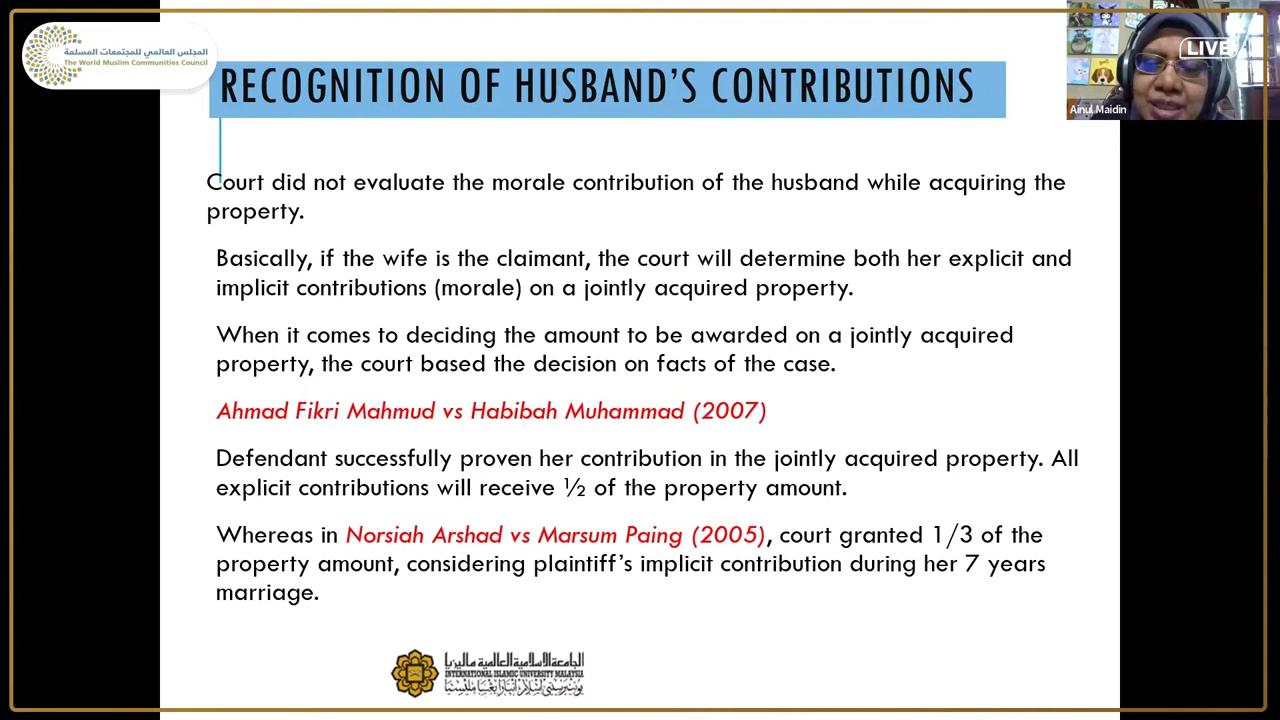 المجلس العالمي للمجتمعات المسلمة
The World Muslim Communities Council
RECOGNITION OF HUSBAND'S CONTRIBUTIONS
LIVE
Ainul Maidin
Court did not evaluate the morale contribution of the husband while acquiring the
property.
Basically, if the wife is the claimant, the court will determine both her explicit and
implicit contributions (morale) on a jointly acquired property.
When it comes to deciding the amount to be awarded on a jointly acquired
property, the court based the decision on facts of the case.
Ahmad Fikri Mahmud vs Habibah Muhammad (2007)
Defendant successfully proven her contribution in the jointly acquired property. All
explicit contributions will receive ½ of the property amount.
Whereas in Norsiah Arshad vs Marsum Paing (2005), court granted 1/3 of the
property amount, considering plaintiff's implicit contribution during her 7 years
marriage.
الجامعة الإسلامية العالمية ماليزيا
INTERNATIONAL ISLAMIC UNIVERSITY MALAYSIA